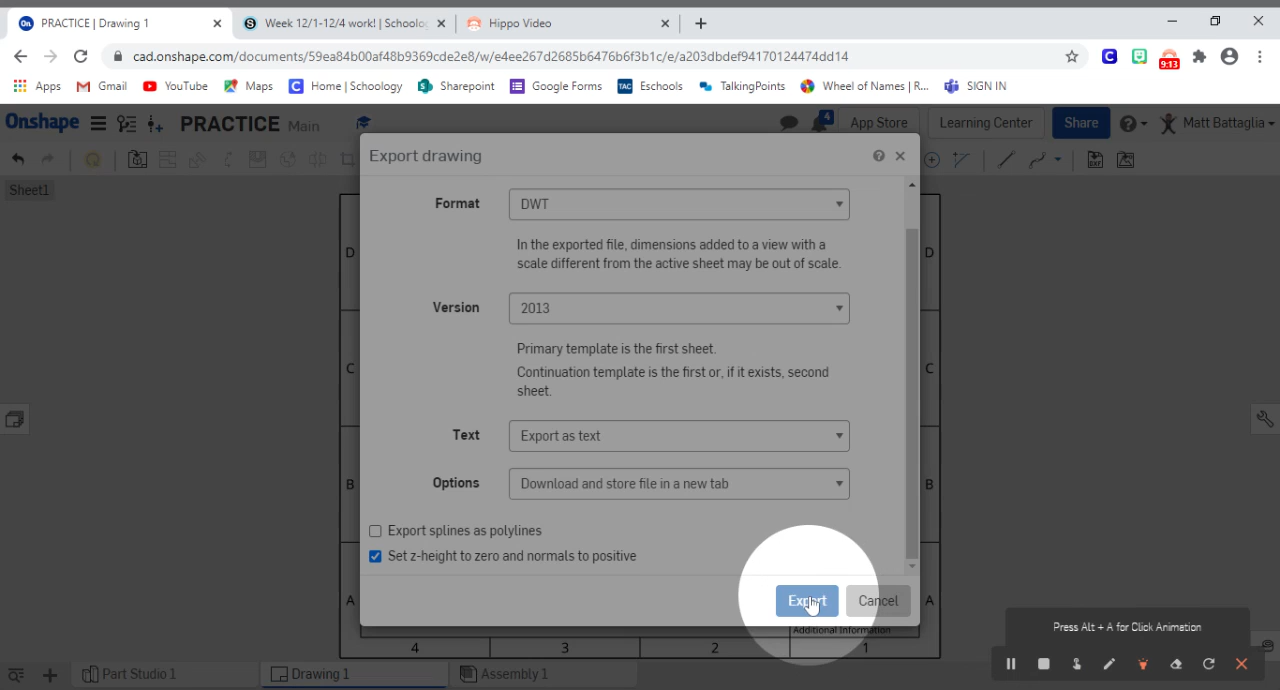 PRACTICE | Drawing 1
Week 12/1-12/4 work! | Schoolo
Hippo Video
cad.onshape.com/documents/59ea84b00af48b9369cde2e8/w/e4ee267d2685b6476b6f3b1c/e/a203dbdef94170124474dd14
9:13
Apps
Gmail
YouTube
Maps
Home | Schoology
Sharepoint
Google Forms
TAC
Eschools
TalkingPoints
Wheel of Names | R...
SIGN IN
Onshape
PRACTICE Main
4
App Store
Learning Center
Share
Matt Battaglia
Export drawing
Sheet1
Format
DWT
In the exported file, dimensions added to a view with a
scale different from the active sheet may be out of scale.
Version
2013
Primary template is the first sheet.
Continuation template is the first or, if it exists, second
sheet.
Text
Export as text
Options
Download and store file in a new tab
Export splines as polylines
Set z-height to zero and normals to positive
Export
Cancel
D
D
C
C
B
B
A
A
Additional Information
4
3
2
1
Press Alt + A for Click Animation
Part Studio 1
Drawing 1
Assembly 1